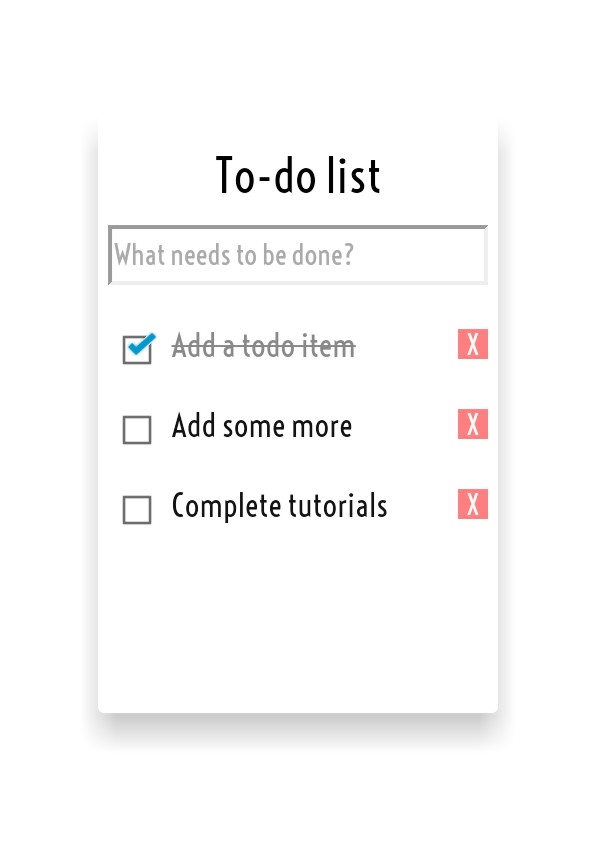 To-do list
What needs to be done?
Add a todo item X
Add some more X
Complete tutorials X